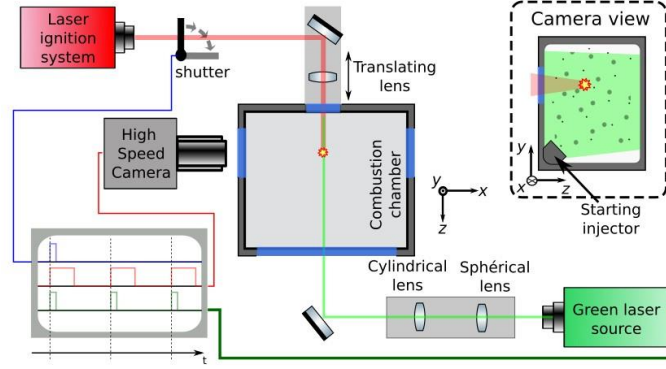 Laser
ignition
system
shutter
Translating
lens
Camera view
y
x
z
Starting
injector
High
Speed
Camera
Combustion
chamber
y
x
z
Cylindrical
lens
Sphérical
lens
Green laser
source
t